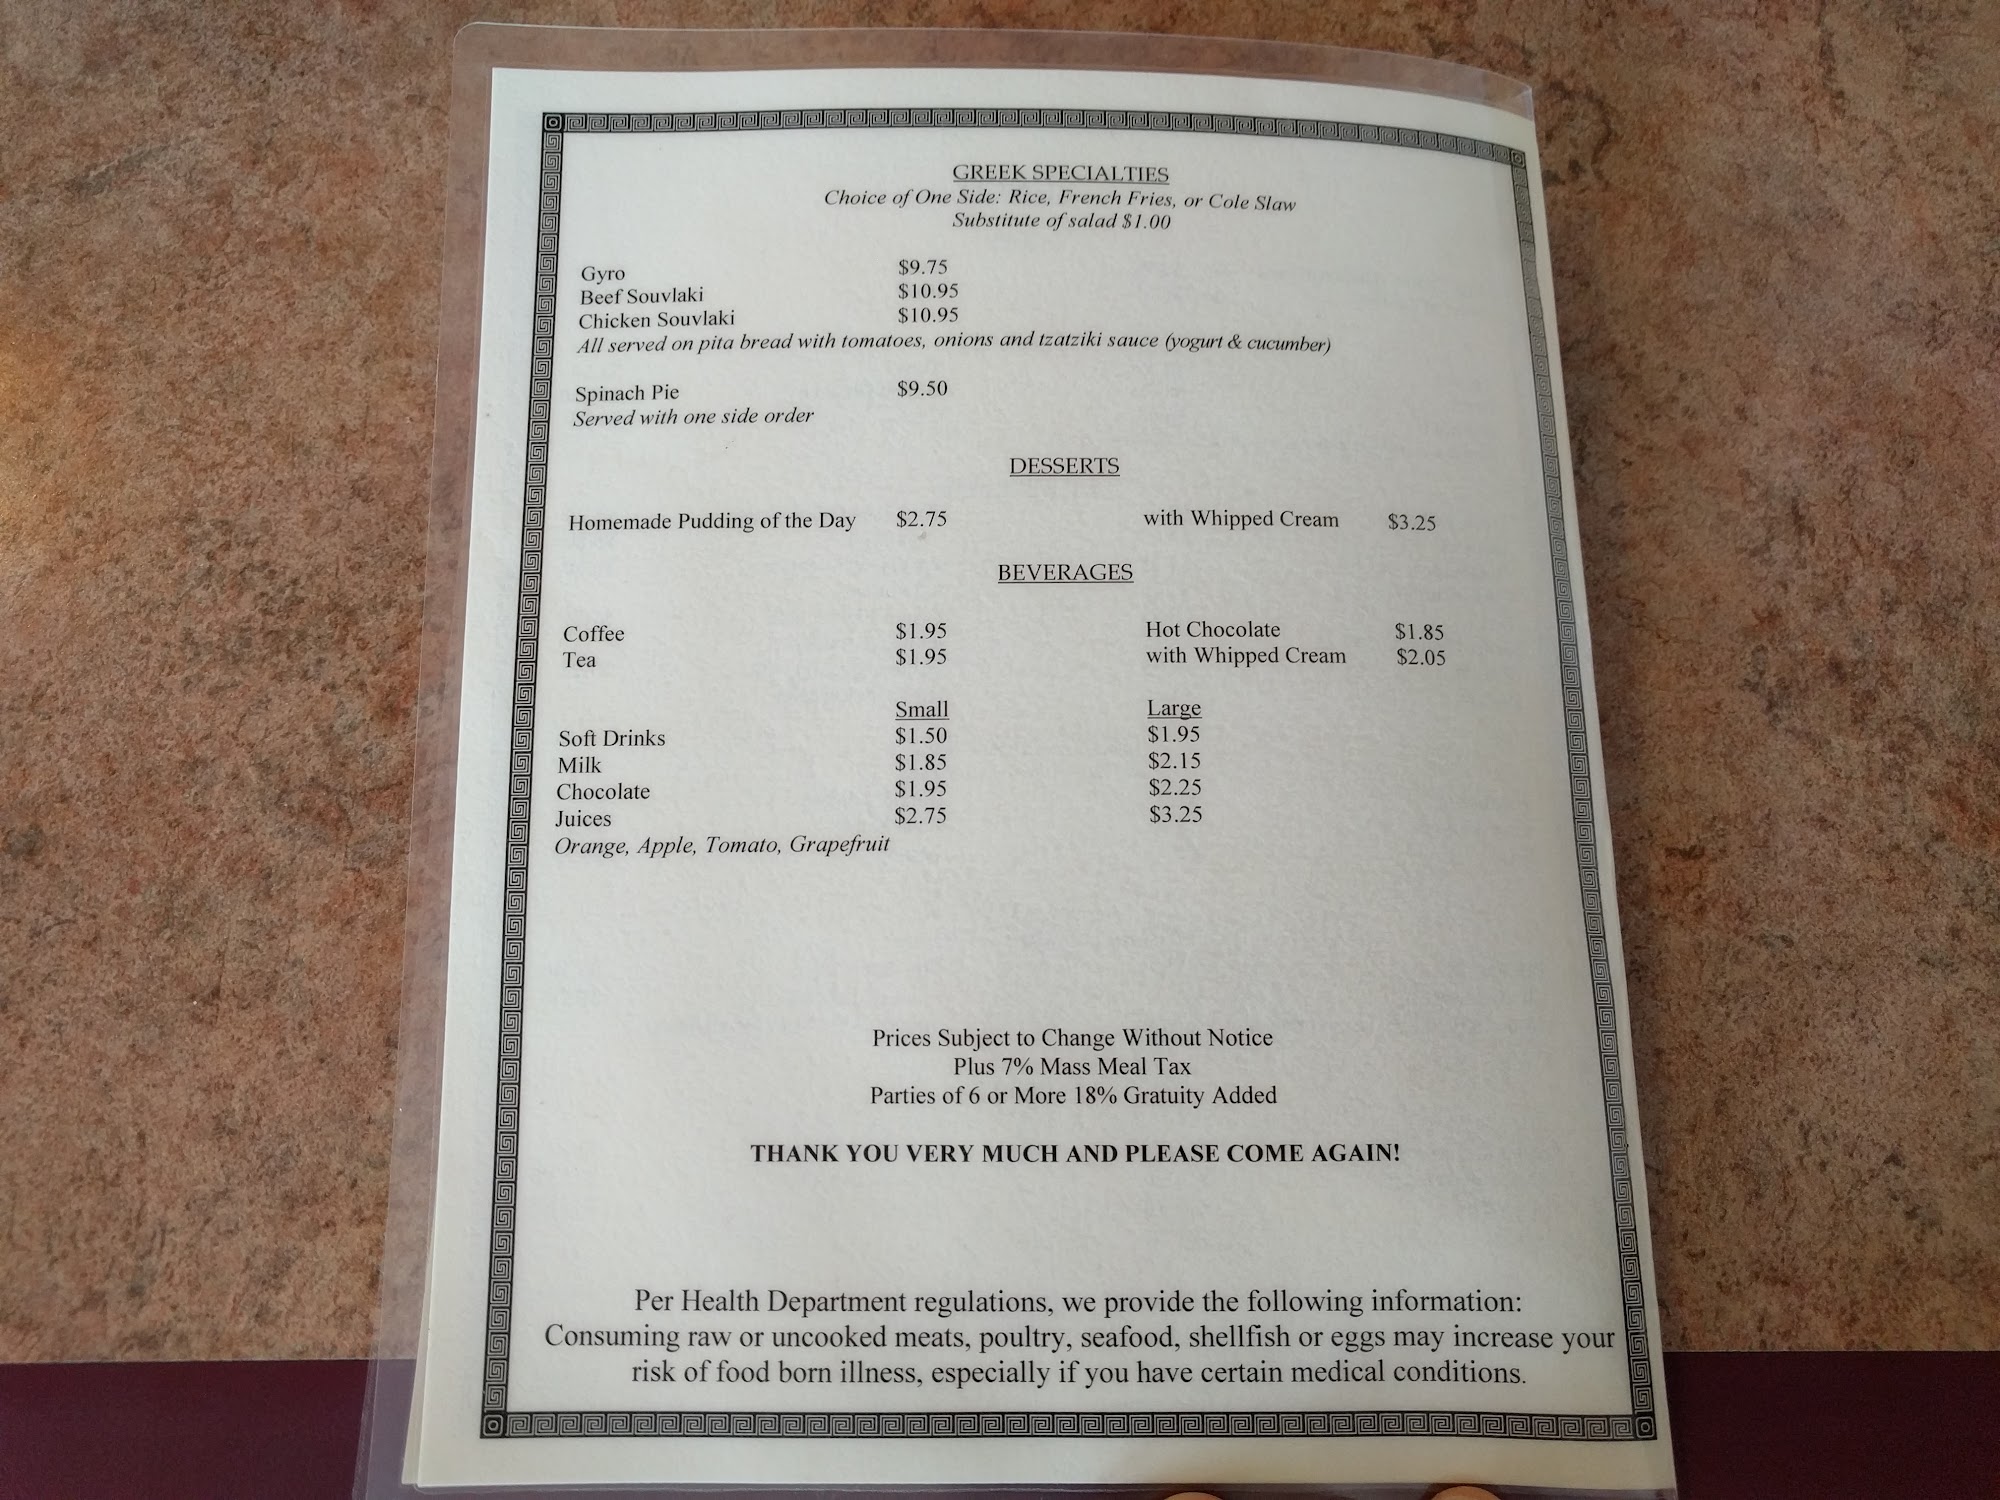 GREEK SPECIALTIES
Choice of One Side: Rice, French Fries, or Cole Slaw
Substitute of salad $1.00
Gyro $9.75
Beef Souvlaki $10.95
Chicken Souvlaki $10.95
All served on pita bread with tomatoes, onions and tzatziki sauce (yogurt & cucumber)
Spinach Pie $9.50
Served with one side order
DESSERTS
Homemade Pudding of the Day $2.75 with Whipped Cream $3.25
BEVERAGES
Coffee $1.95 Hot Chocolate $1.85
Tea $1.95 with Whipped Cream $2.05
Small Large
Soft Drinks $1.50 $1.95
Milk $1.85 $2.15
Chocolate $1.95 $2.25
Juices $2.75 $3.25
Orange, Apple, Tomato, Grapefruit
Prices Subject to Change Without Notice
Plus 7% Mass Meal Tax
Parties of 6 or More 18% Gratuity Added
THANK YOU VERY MUCH AND PLEASE COME AGAIN!
Per Health Department regulations, we provide the following information:
Consuming raw or uncooked meats, poultry, seafood, shellfish or eggs may increase your
risk of food born illness, especially if you have certain medical conditions.